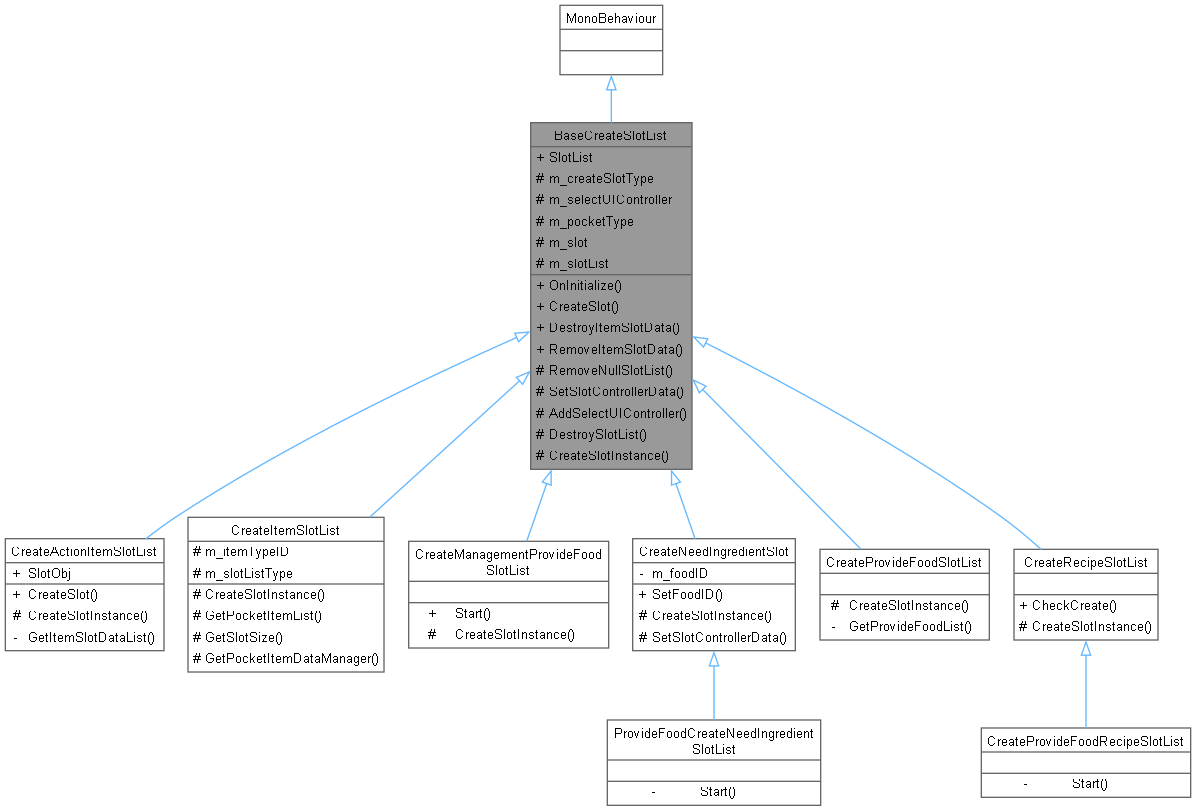 MonoBehaviour
BaseCreateSlotList
+ SlotList
# m_createSlotType
# m_selectUIController
# m_pocketType
# m_slot
# m_slotList
+ OnInitialize()
+ CreateSlot()
+ DestroyItemSlotData()
+ RemoveItemSlotData()
# RemoveNullSlotList()
# SetSlotControllerData()
# AddSelectUIController()
# DestroySlotList()
# CreateSlotInstance()
CreateActionItemSlotList
+ SlotObj
+ CreateSlot()
# CreateSlotInstance()
- GetItemSlotDataList()
CreateItemSlotList
# m_itemTypeID
# m_slotListType
# CreateSlotInstance()
# GetPocketItemList()
# GetSlotSize()
# GetPocketItemDataManager()
CreateManagementProvideFood
SlotList
+ Start()
# CreateSlotInstance()
CreateNeedIngredientSlot
- m_foodID
+ SetFoodID()
# CreateSlotInstance()
# SetSlotControllerData()
CreateProvideFoodSlotList
# CreateSlotInstance()
- GetProvideFoodList()
CreateRecipeSlotList
+ CheckCreate()
# CreateSlotInstance()
ProvideFoodCreateNeedIngredient
SlotList
- Start()
CreateProvideFoodRecipeSlotList
- Start()